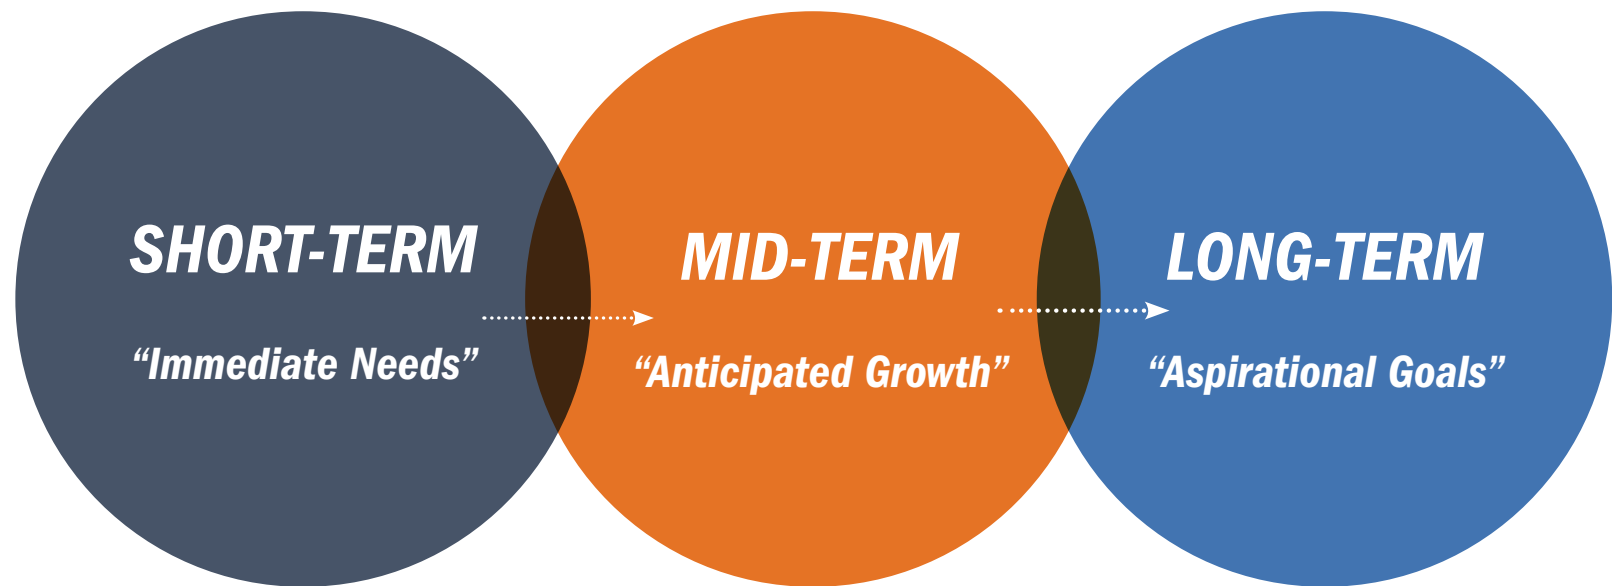 SHORT-TERM
“Immediate Needs”
MID-TERM
“Anticipated Growth”
LONG-TERM
“Aspirational Goals”